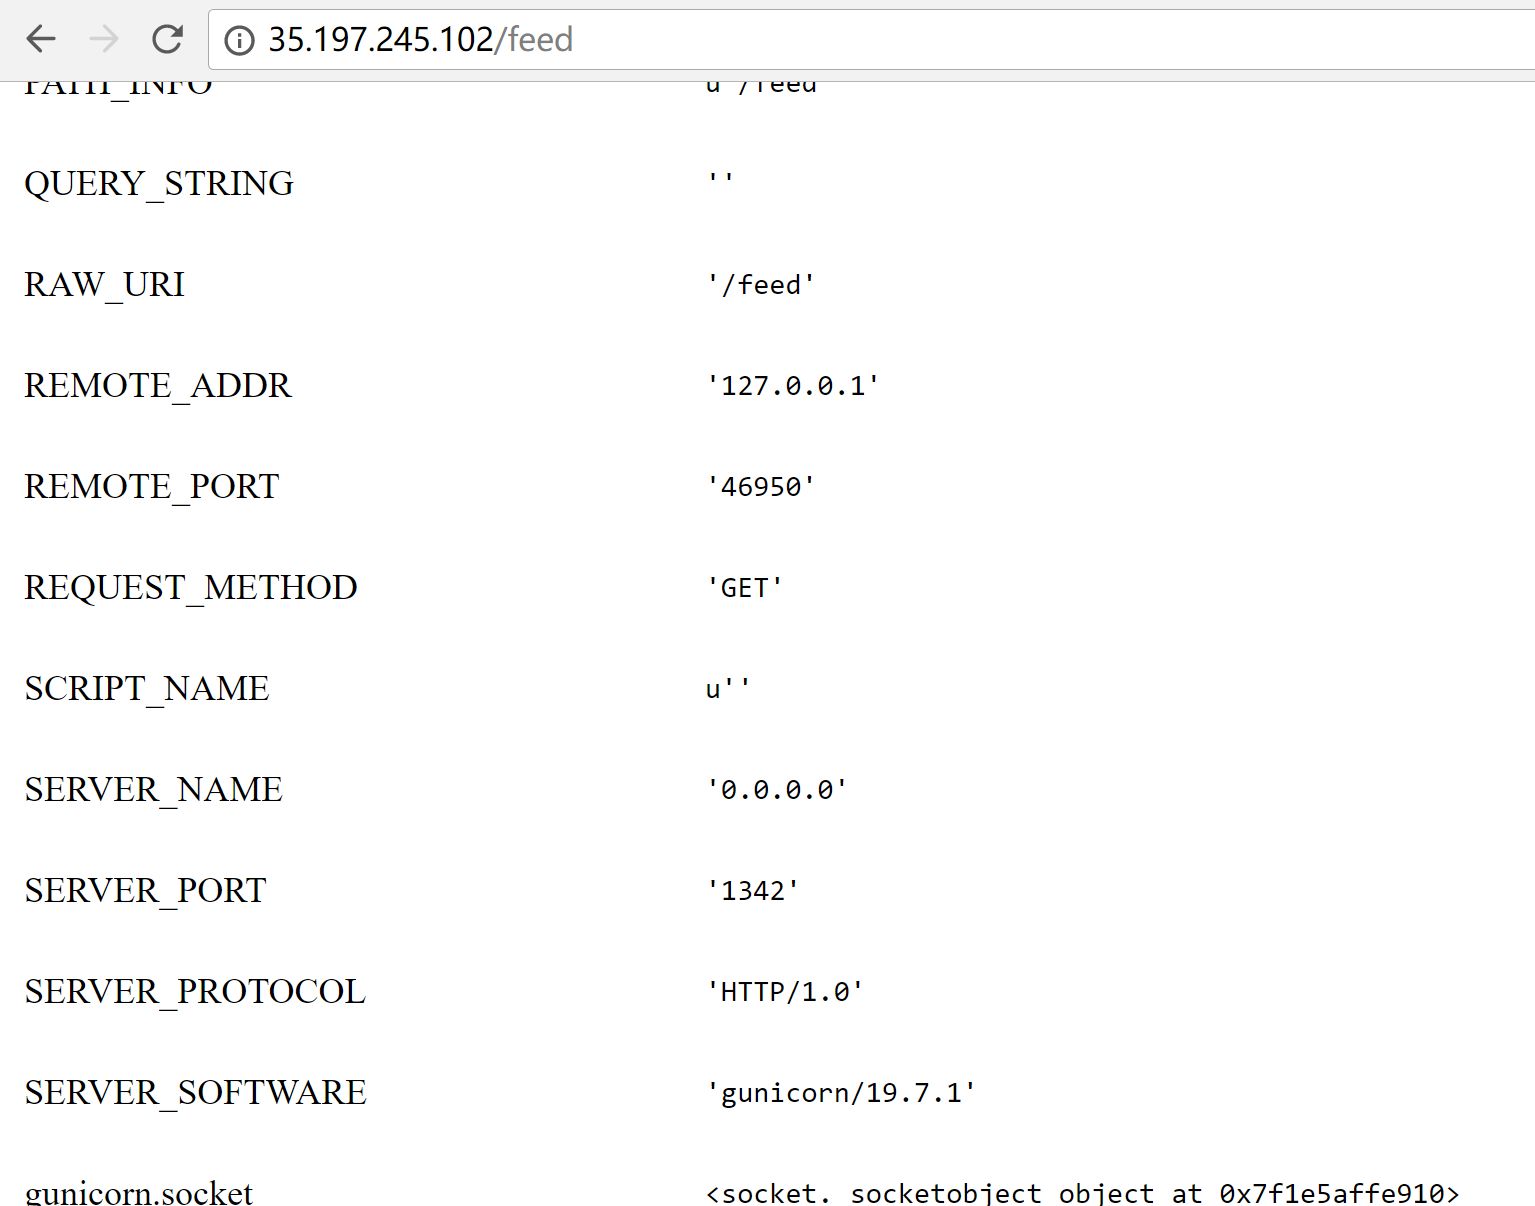 35.197.245.102/feed
PATH_INFO u'/feed'
QUERY_STRING ''
RAW_URI '/feed'
REMOTE_ADDR '127.0.0.1'
REMOTE_PORT '46950'
REQUEST_METHOD 'GET'
SCRIPT_NAME u''
SERVER_NAME '0.0.0.0'
SERVER_PORT '1342'
SERVER_PROTOCOL 'HTTP/1.0'
SERVER_SOFTWARE 'gunicorn/19.7.1'
gunicorn.socket <socket._socketobject object at 0x7f1e5affe910>